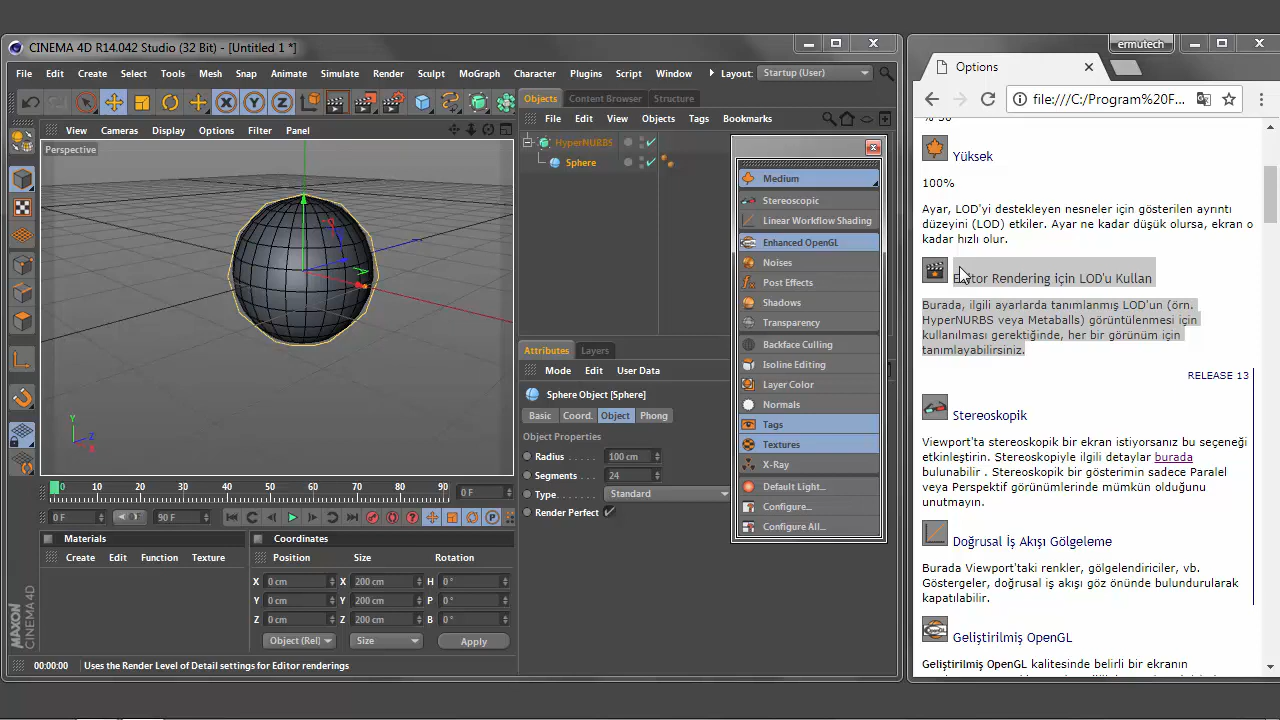 CINEMA 4D R14.042 Studio (32 Bit) - [Untitled 1 *]
File Edit Create Select Tools Mesh Snap Animate Simulate Render Sculpt MoGraph Character Plugins Script Window Layout: Startup (User)
X Y Z
View Cameras Display Options Filter Panel
Perspective
Y
Z
X
Objects Content Browser Structure
File Edit View Objects Tags Bookmarks
HyperNURBS
Sphere
Medium
Stereoscopic
Linear Workflow Shading
Enhanced OpenGL
Noises
Post Effects
Shadows
Transparency
Backface Culling
Isoline Editing
Layer Color
Normals
Tags
Textures
X-Ray
Default Light...
Configure...
Configure All...
Attributes Layers
Mode Edit User Data
Sphere Object [Sphere]
Basic Coord. Object Phong
Object Properties
Radius . . . . . 100 cm
Segments . . . 24
Type . . . . . . . Standard
Render Perfect
0 10 20 30 40 50 60 70 80 90 0 F
0 F 90 F
Materials
Create Edit Function Texture
Coordinates
Position Size Rotation
X 0 cm X 200 cm H 0 °
Y 0 cm Y 200 cm P 0 °
Z 0 cm Z 200 cm B 0 °
Object (Rel) Size Apply
MAXON
CINEMA 4D
00:00:00 Uses the Render Level of Detail settings for Editor renderings
ermutech
Options
file:///C:/Program%20F...
Yüksek
100%
Ayar, LOD'yi destekleyen nesneler için gösterilen ayrıntı
düzeyini (LOD) etkiler. Ayar ne kadar düşük olursa, ekran o
kadar hızlı olur.
Editor Rendering için LOD'u Kullan
Burada, ilgili ayarlarda tanımlanmış LOD'un (örn.
HyperNURBS veya Metaballs) görüntülenmesi için
kullanılması gerektiğinde, her bir görünüm için
tanımlayabilirsiniz.
RELEASE 13
Stereoskopik
Viewport'ta stereoskopik bir ekran istiyorsanız bu seçeneği
etkinleştirin. Stereoskopiyle ilgili detaylar burada
bulunabilir . Stereoskopik bir gösterimin sadece Paralel
veya Perspektif görünümlerinde mümkün olduğunu
unutmayın.
Doğrusal İş Akışı Gölgeleme
Burada Viewport'taki renkler, gölgelendiriciler, vb.
Göstergeler, doğrusal iş akışı göz önünde bulundurularak
kapatılabilir.
Geliştirilmiş OpenGL
Geliştirilmiş OpenGL kalitesinde belirli bir ekranın